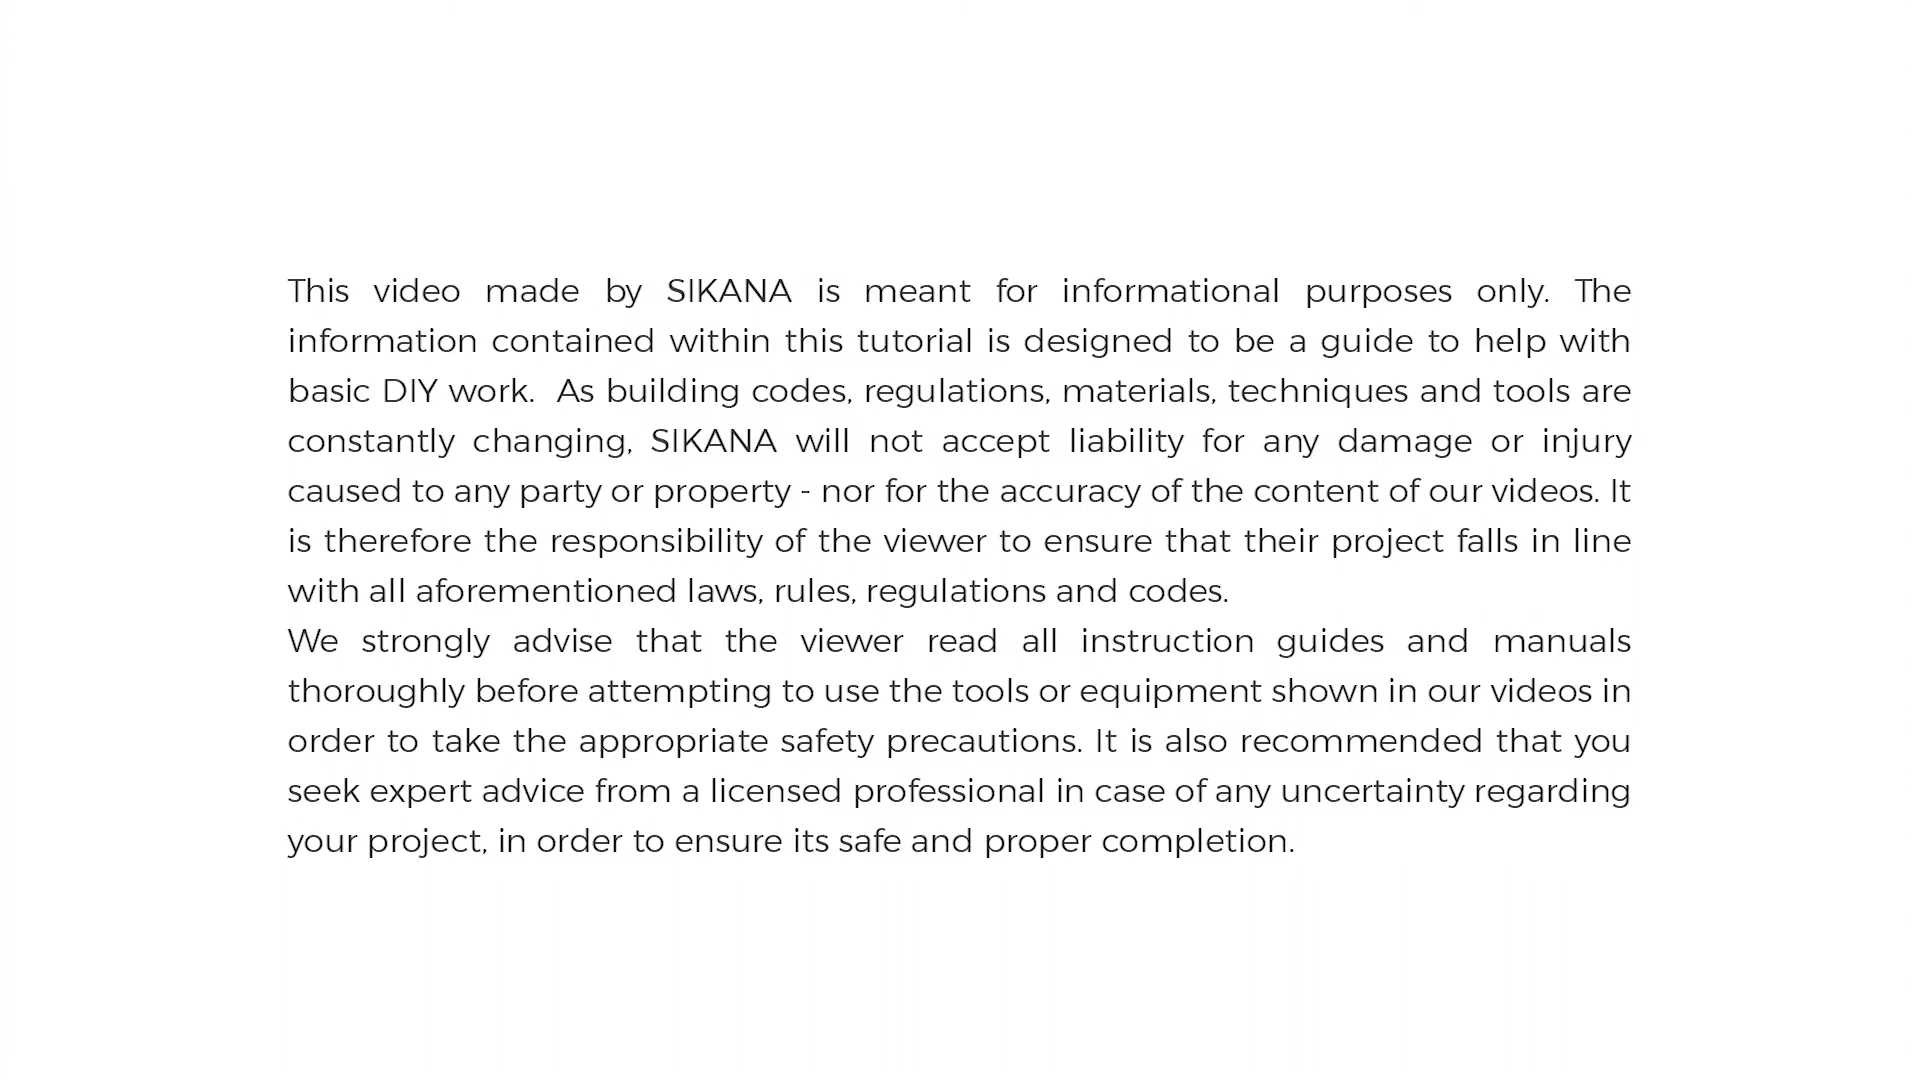 This video made by SIKANA is meant for informational purposes only. The
information contained within this tutorial is designed to be a guide to help with
basic DIY work.  As building codes, regulations, materials, techniques and tools are
constantly changing, SIKANA will not accept liability for any damage or injury
caused to any party or property - nor for the accuracy of the content of our videos. It
is therefore the responsibility of the viewer to ensure that their project falls in line
with all aforementioned laws, rules, regulations and codes.
We strongly advise that the viewer read all instruction guides and manuals
thoroughly before attempting to use the tools or equipment shown in our videos in
order to take the appropriate safety precautions. It is also recommended that you
seek expert advice from a licensed professional in case of any uncertainty regarding
your project, in order to ensure its safe and proper completion.